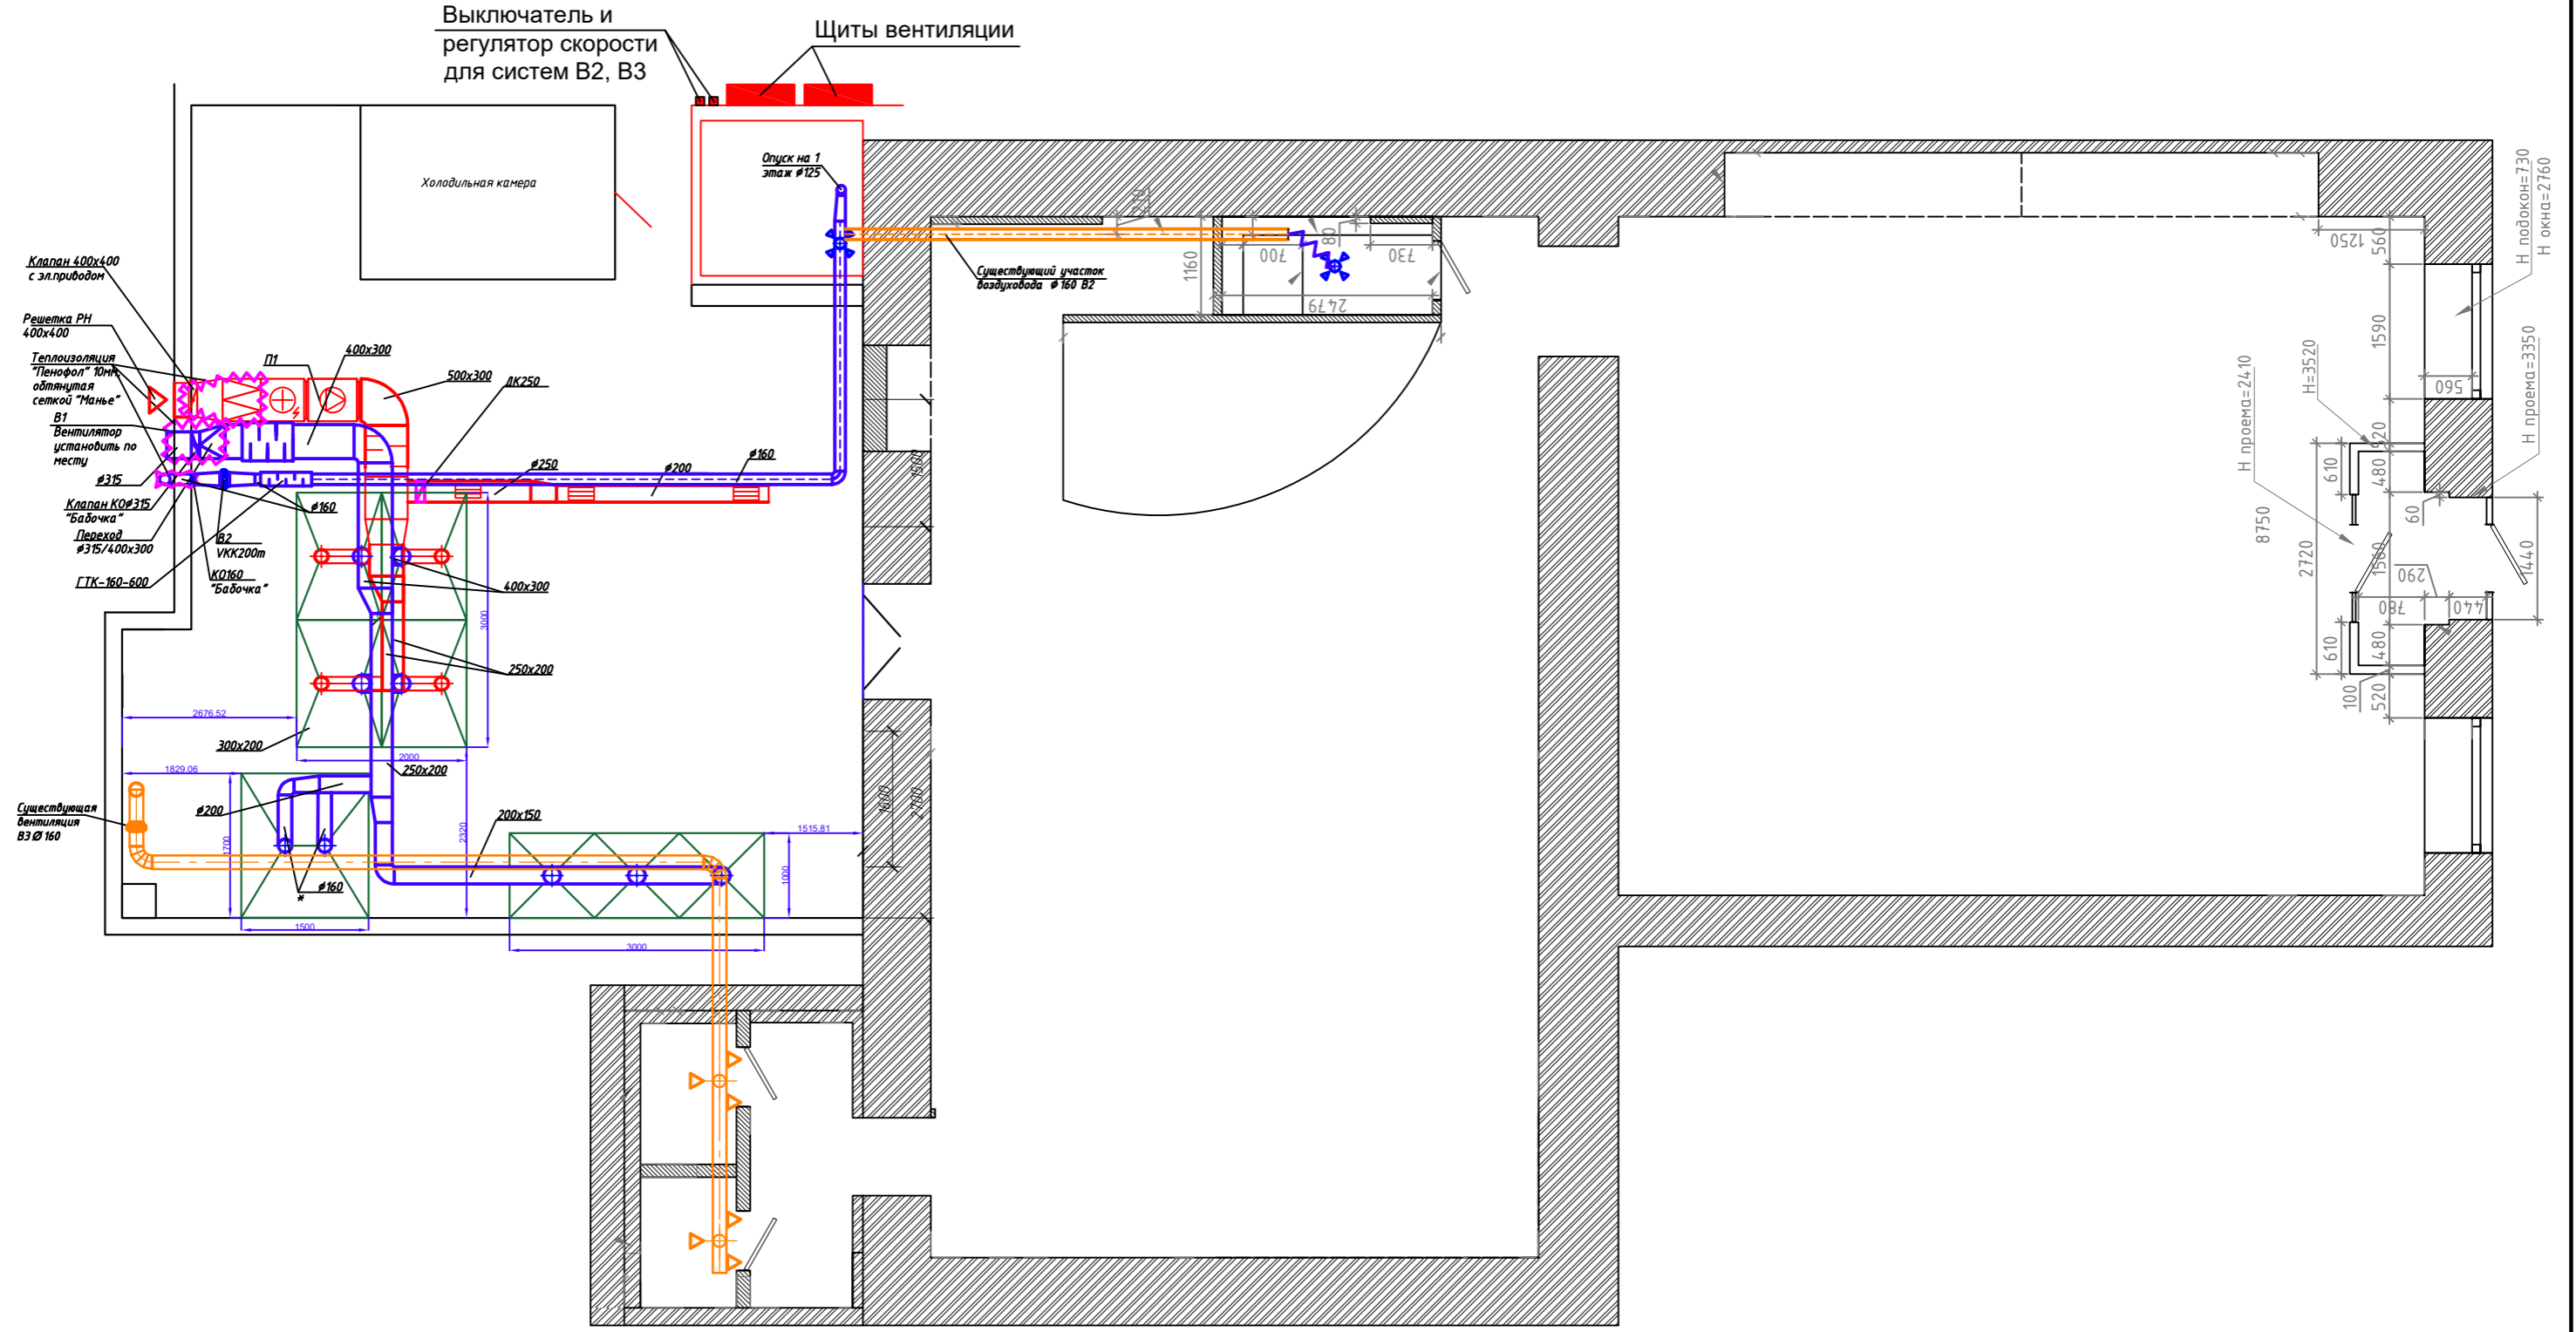 Выключатель и
регулятор скорости
для систем В2, В3
Щиты вентиляции
Холодильная камера
Опуск на 1
этаж ø125
Существующий участок
воздуховода ø160 В2
Клапан 400х400
с эл.приводом
Решетка РН
400х400
Теплоизоляция
"Пенофол" 10мм,
обтянутая
сеткой "Манье"
В1
Вентилятор
установить по
месту
ø315
Клапан КОø315
"Бабочка"
Переход
ø315/400х300
ГТК-160-600
П1
400х300
500х300
ЛК250
ø250
ø200
ø160
ø160
В2
VKK200m
КО160
"Бабочка"
400х300
250х200
3000
2676.52
300х200
2000
250х200
1829.06
Существующая
вентиляция
В3 Ø160
ø200
200х150
1515.81
1700
2320
1000
ø160
*
1500
3000
1500
1600
2700
1160
700
80
730
2479
1250
560
Н подокон=730
Н окна=2760
1590
560
Н=3520
Н проема=3350
Н проема=2410
520
610
480
60
8750
2720
1560
290
1440
780
440
610
480
100
520